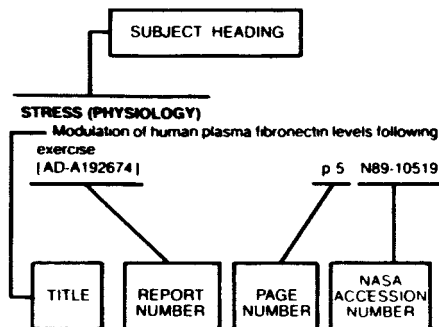 SUBJECT HEADING
STRESS (PHYSIOLOGY)
Modulation of human plasma fibronectin levels following
exercise
[AD-A192674] p 5 N89-10519
TITLE
REPORT
NUMBER
PAGE
NUMBER
NASA
ACCESSION
NUMBER